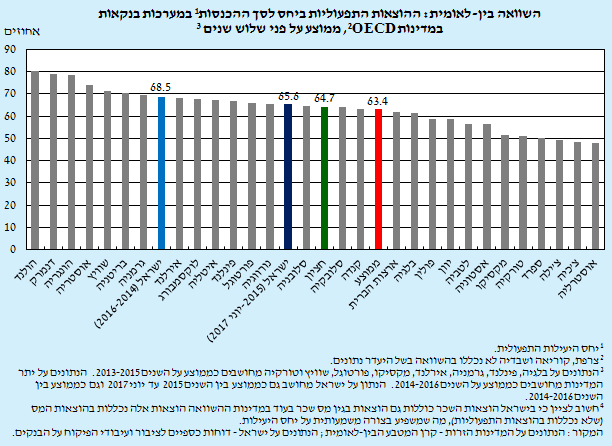 השוואה בין-לאומית: ההוצאות התפעוליות ביחס לסך ההכנסות¹ במערכות בנקאות
במדינות OECD², ממוצע על פני שלוש שנים ³
אחוזים
90
80
70
60
50
40
30
20
10
0
68.5
65.6
64.7
63.4
הולנד
דנמרק
הונגריה
אוסטריה
שוויץ
בריטניה
גרמניה
ישראל (2014-2016)
אירלנד
לוקסמבורג
איטליה
פינלנד
פורטוגל
נורווגיה
ישראל (2015-יוני 2017)
סלובניה
חציון
קנדה
סלובקיה
ממוצע
ארצות הברית
בלגיה
פולין
יוון
לטביה
אסטוניה
מקסיקו
טורקיה
ספרד
צ'ילה
צ'כיה
אוסטרליה
¹ יחס היעילות התפעולית.
² צרפת, קוריאה ושבדיה לא נכללו בהשוואה בשל היעדר נתונים.
³ הנתונים על בלגיה, פינלנד, גרמניה, אירלנד, מקסיקו, פורטוגל, שוויץ וטורקיה מחושבים כממוצע על השנים 2013-2015. הנתונים על יתר
המדינות מחושבים כממוצע על השנים 2014-2016. הנתון על ישראל מחושב גם כממוצע בין השנים 2015 עד יוני 2017 וגם כממוצע בין
השנים 2014-2016.
⁴ חשוב לציין כי בישראל הוצאות השכר כוללות גם הוצאות בגין מס שכר בעוד במדינות ההשוואה הוצאות אלה נכללות בהוצאות המס
(שלא נכללות בהוצאות התפעוליות), מה שמשפיע בצורה משמעותית על יחס היעילות.
המקור: הנתונים על המדינות הזרות - קרן המטבע הבין-לאומית; הנתונים על ישראל - דוחות כספיים לציבור ועיבודי הפיקוח על הבנקים.